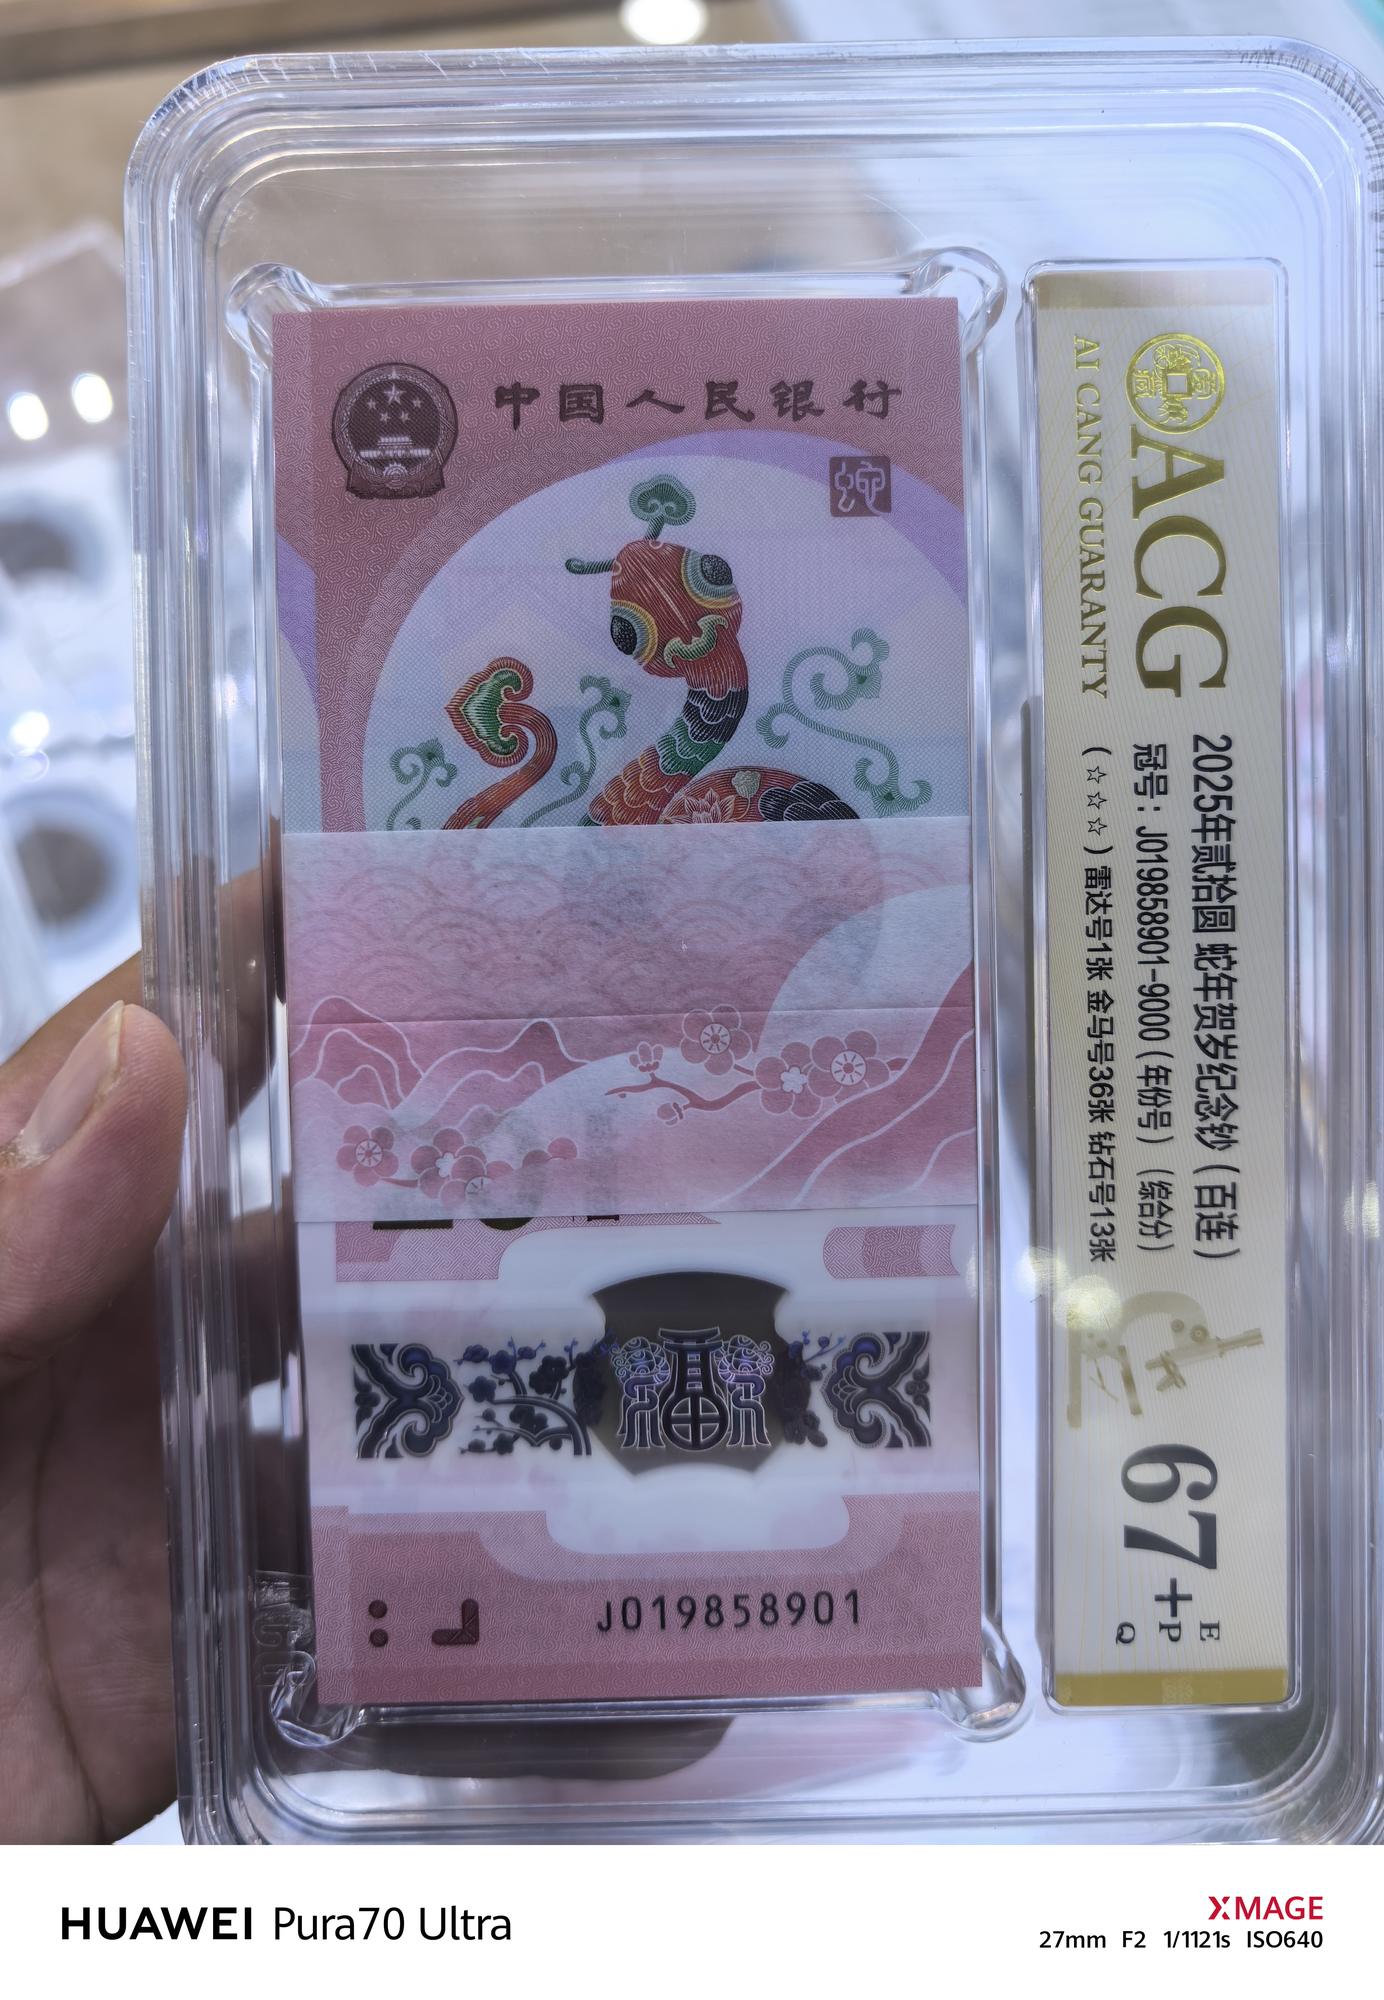 中国人民银行
蛇
J019858901
ACG
AI CANG GUARANTY
2025年贰拾圆 蛇年贺岁纪念钞（百连）
冠号：J019858901-9000（年份号）（综合分）
（☆☆☆）雷达号1张 金马号36张 钻石号13张
67+
E
P
Q
HUAWEI Pura70 Ultra
XMAGE
27mm F2 1/1121s ISO640